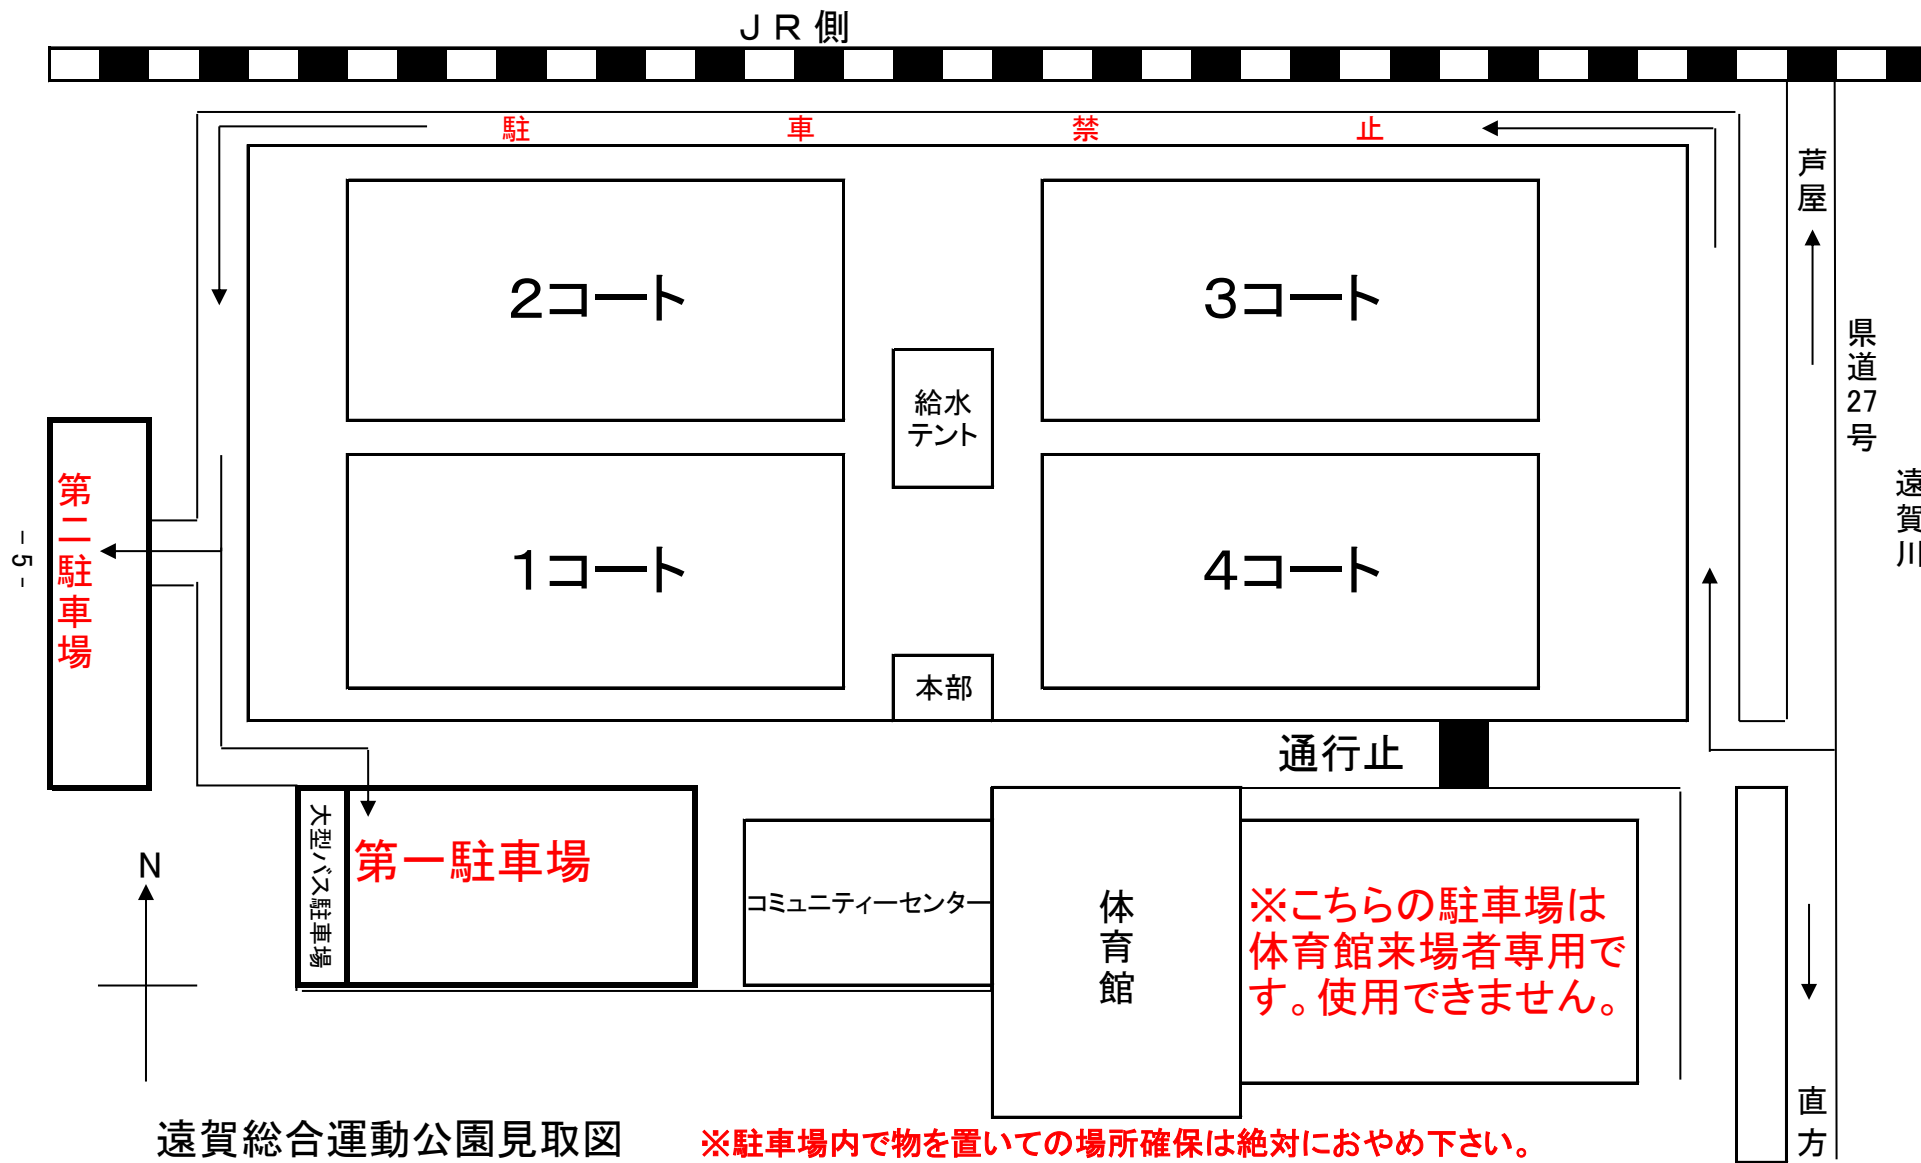 ＪＲ側
駐車禁止
芦屋
２コート
３コート
県道27号
給水
テント
遠賀川
第二駐車場
-5-
１コート
４コート
本部
通行止
大型バス駐車場
第一駐車場
コミュニティーセンター
体育館
※こちらの駐車場は
体育館来場者専用で
す。使用できません。
N
直方
遠賀総合運動公園見取図
※駐車場内で物を置いての場所確保は絶対におやめ下さい。